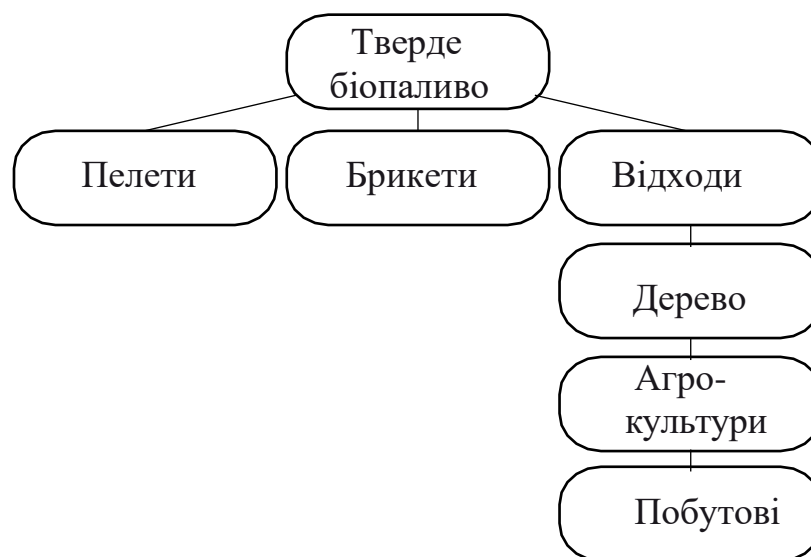 Тверде
біопаливо
Пелети
Брикети
Відходи
Дерево
Агро-
культури
Побутові